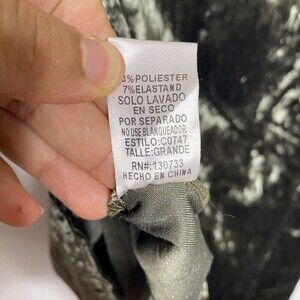 3% POLIESTER
7% ELASTAND
SOLO LAVADO
EN SECO
POR SEPARADO
NO USE BLANQUEADOR
ESTILO: C0747
TALLE: GRANDE
RN#: 130733
HECHO EN CHINA